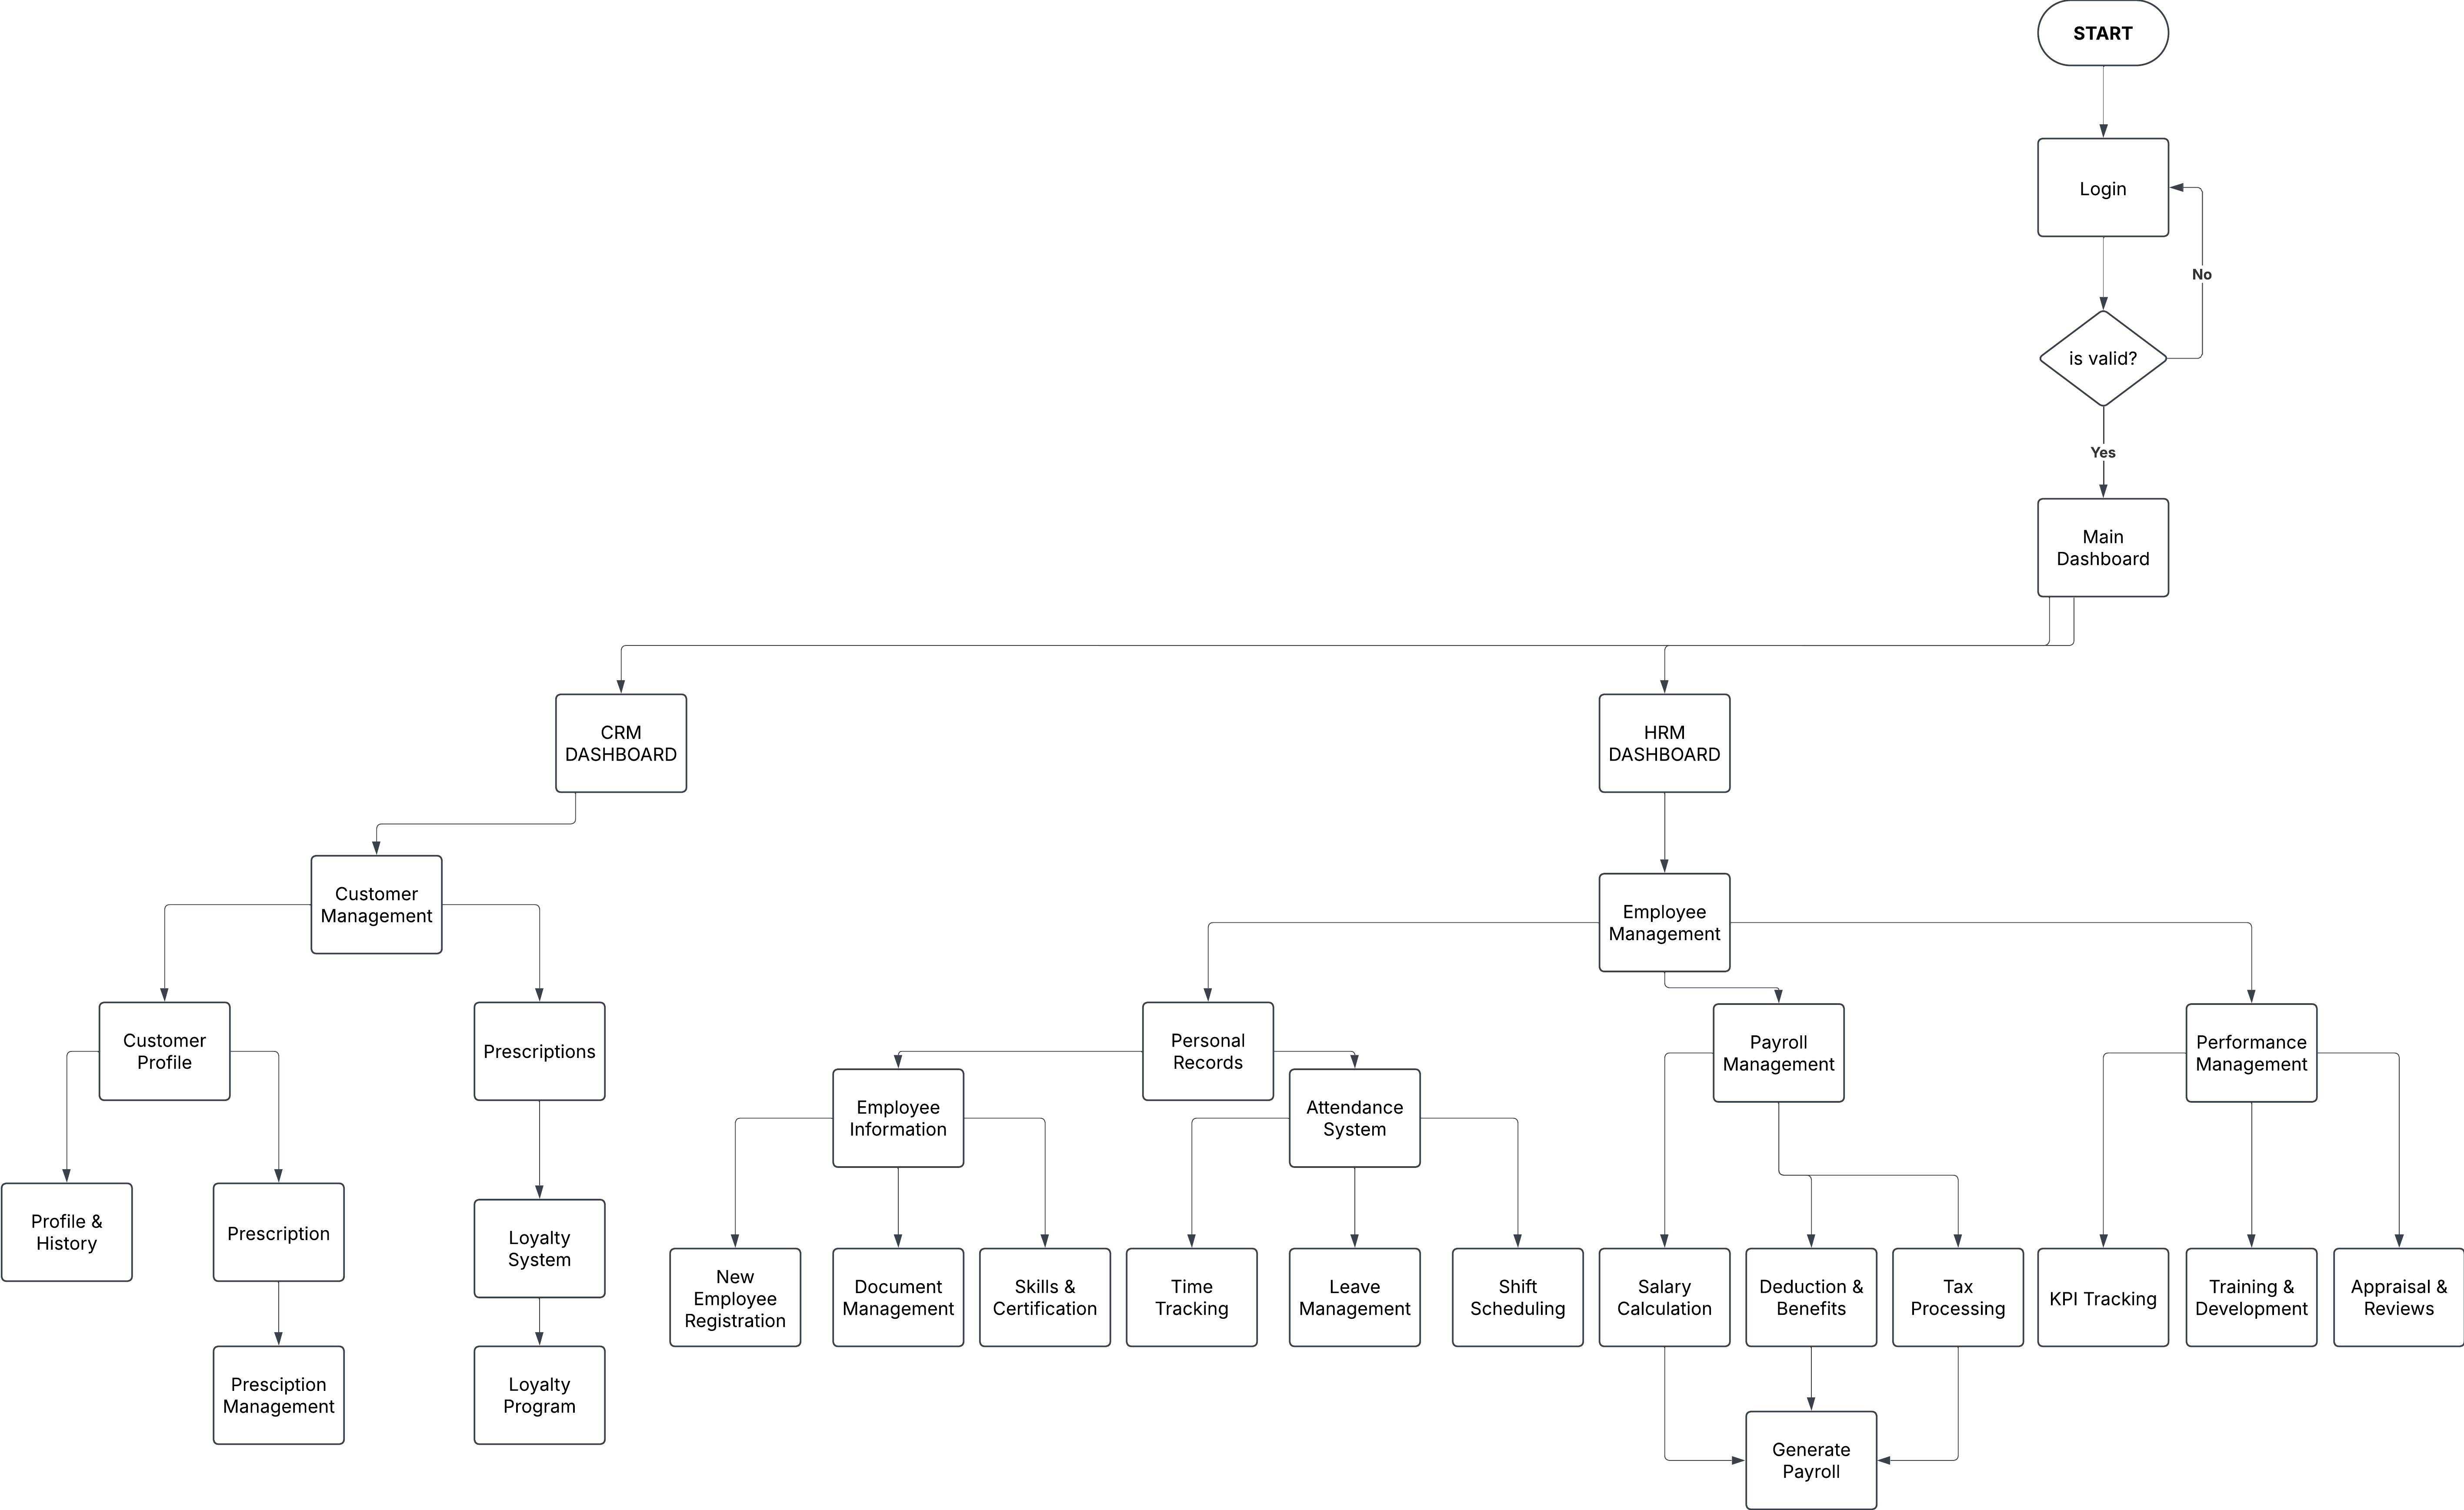 START
Login
No
is valid?
Yes
Main
Dashboard
CRM
DASHBOARD
HRM
DASHBOARD
Customer
Management
Employee
Management
Customer
Profile
Prescriptions
Personal
Records
Payroll
Management
Performance
Management
Employee
Information
Attendance
System
Profile &
History
Prescription
Loyalty
System
New
Employee
Registration
Document
Management
Skills &
Certification
Time
Tracking
Leave
Management
Shift
Scheduling
Salary
Calculation
Deduction &
Benefits
Tax
Processing
KPI Tracking
Training &
Development
Appraisal &
Reviews
Presciption
Management
Loyalty
Program
Generate
Payroll